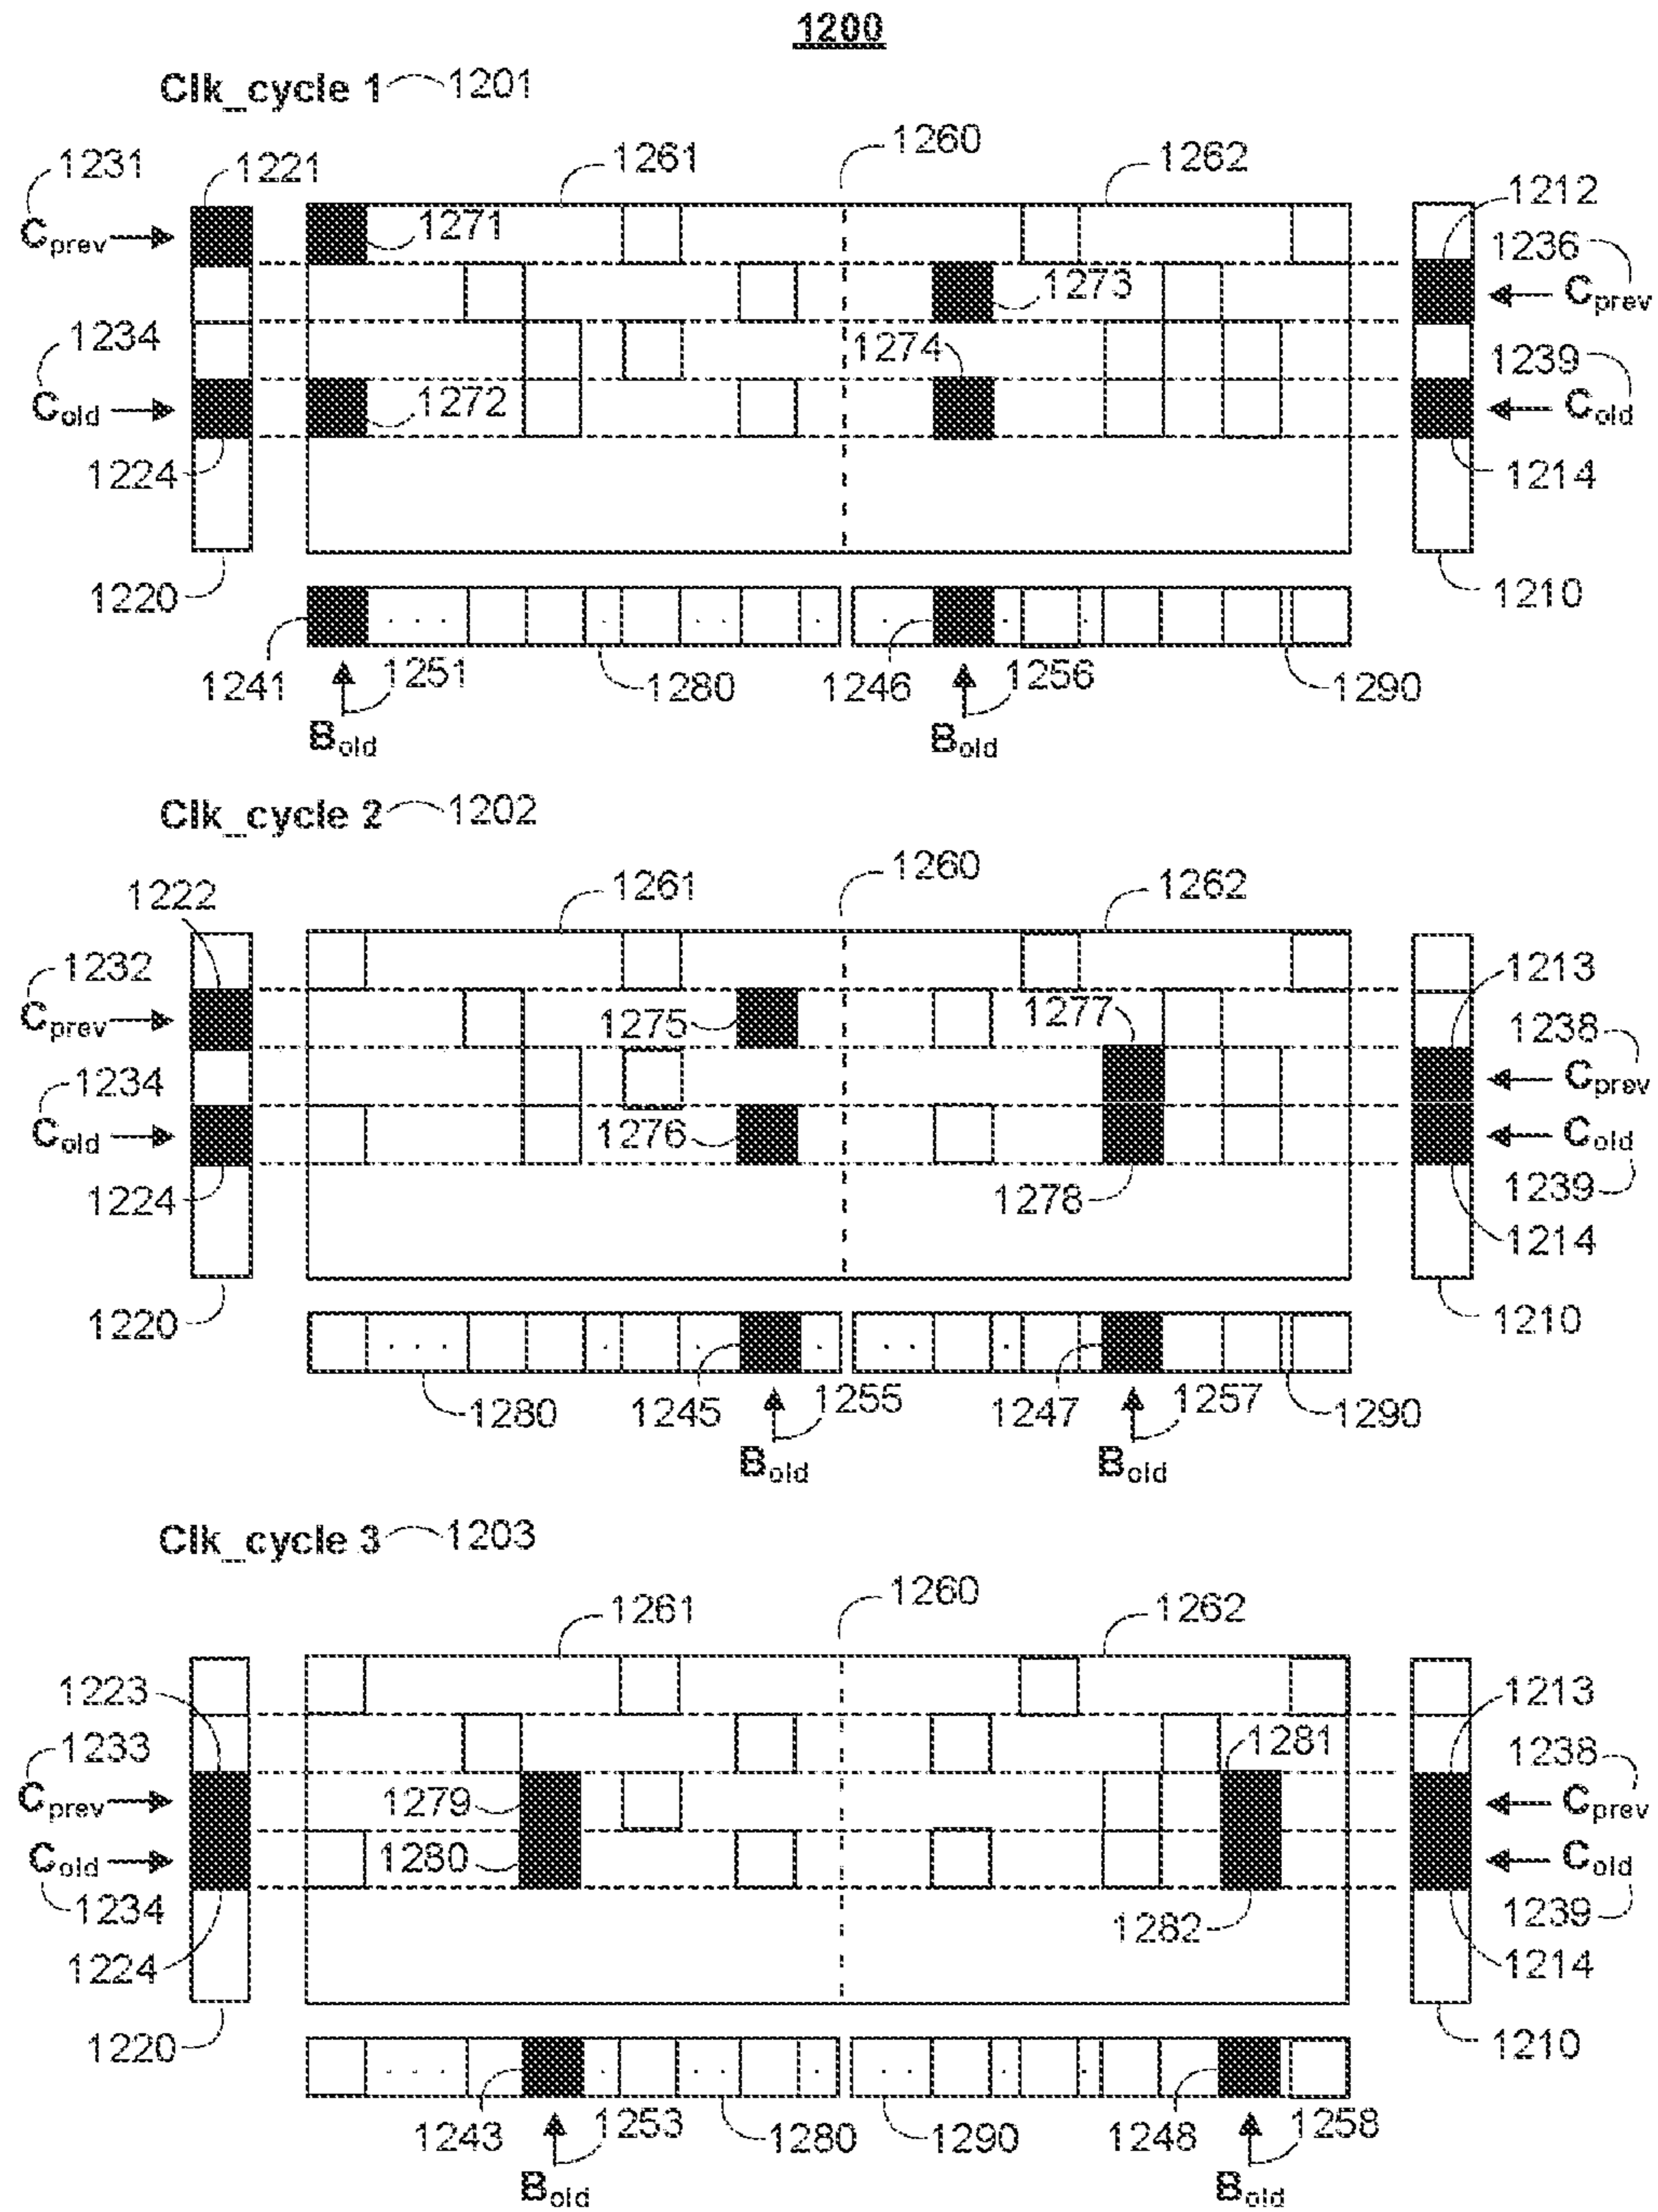 1200
Clk_cycle 1 1201
1231 1221 1261 1260 1262 1212
Cprev 1271 1236
1273 Cprev
1234 1274 1239
Cold 1272 Cold
1224 1214
1220 1210
1241 1251 1280 1246 1256 1290
Bold Bold
Clk_cycle 2 1202
1222 1261 1260 1262
1232 1213
Cprev 1275 1277 1238
1234 Cprev
Cold 1276 Cold
1224 1278 1239
1214
1220 1210
1280 1245 1255 1247 1257 1290
Bold Bold
Clk_cycle 3 1203
1261 1260 1262
1223 1213
1233 1281 1238
Cprev 1279 Cprev
Cold 1280 Cold
1234 1282 1239
1224 1214
1220 1210
1243 1253 1280 1290 1248 1258
Bold Bold